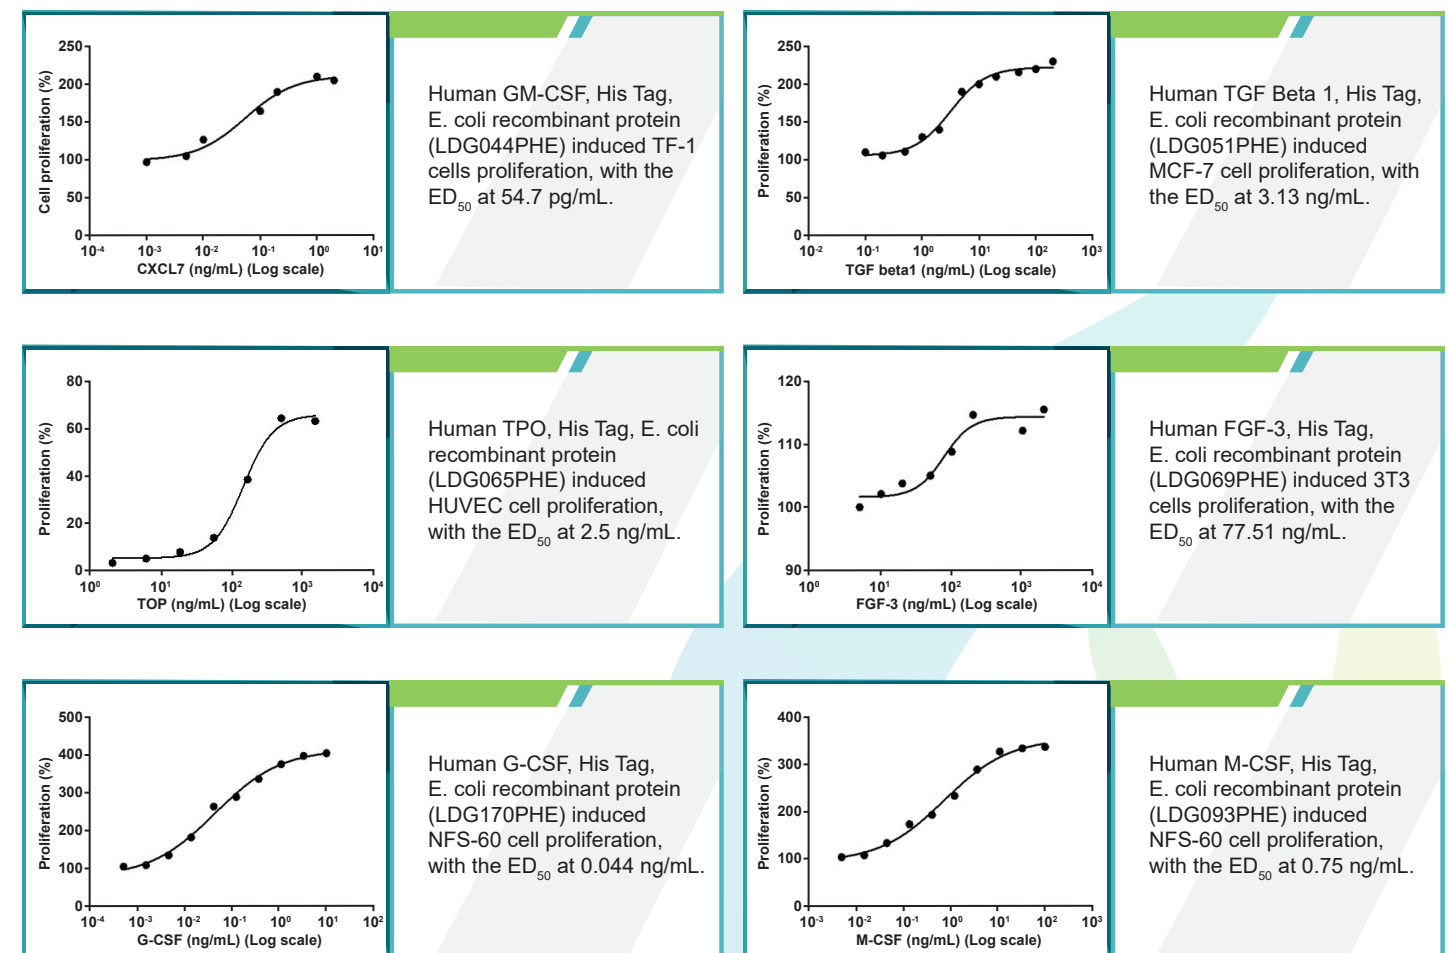 250
200
150
100
50
0
Cell proliferation (%)
10-4 10-3 10-2 10-1 100 101
CXCL7 (ng/mL) (Log scale)
Human GM-CSF, His Tag,
E. coli recombinant protein
(LDG044PHE) induced TF-1
cells proliferation, with the
ED50 at 54.7 pg/mL.
250
200
150
100
50
0
Proliferation (%)
10-2 10-1 100 101 102 103
TGF beta1 (ng/mL) (Log scale)
Human TGF Beta 1, His Tag,
E. coli recombinant protein
(LDG051PHE) induced
MCF-7 cell proliferation, with
the ED50 at 3.13 ng/mL.
80
60
40
20
0
Proliferation (%)
100 101 102 103 104
TOP (ng/mL) (Log scale)
Human TPO, His Tag, E. coli
recombinant protein
(LDG065PHE) induced
HUVEC cell proliferation,
with the ED50 at 2.5 ng/mL.
120
110
100
90
Proliferation (%)
100 101 102 103 104
FGF-3 (ng/mL) (Log scale)
Human FGF-3, His Tag,
E. coli recombinant protein
(LDG069PHE) induced 3T3
cells proliferation, with the
ED50 at 77.51 ng/mL.
500
400
300
200
100
0
Proliferation (%)
10-4 10-3 10-2 10-1 100 101 102
G-CSF (ng/mL) (Log scale)
Human G-CSF, His Tag,
E. coli recombinant protein
(LDG170PHE) induced
NFS-60 cell proliferation,
with the ED50 at 0.044 ng/mL.
400
300
200
100
0
Proliferation (%)
10-3 10-2 10-1 100 101 102 103
M-CSF (ng/mL) (Log scale)
Human M-CSF, His Tag,
E. coli recombinant protein
(LDG093PHE) induced
NFS-60 cell proliferation,
with the ED50 at 0.75 ng/mL.